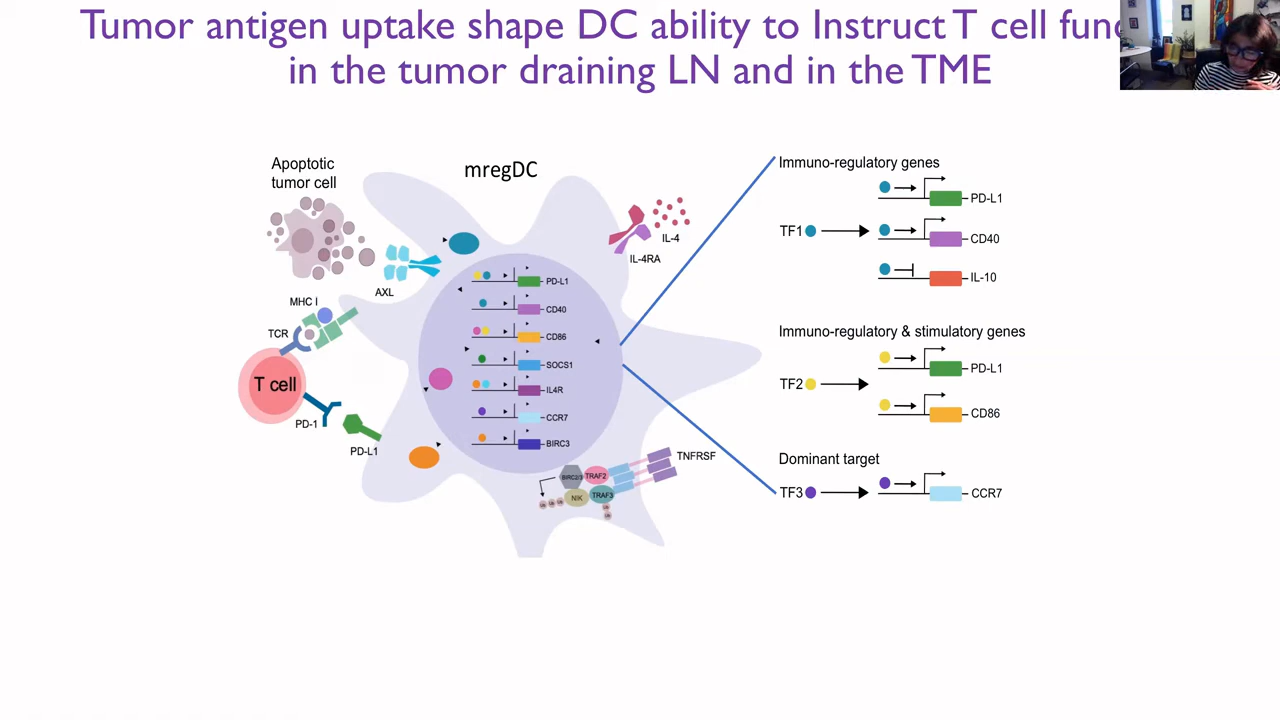 Tumor antigen uptake shape DC ability to Instruct T cell func
in the tumor draining LN and in the TME
Apoptotic
tumor cell
mregDC
IL-4
IL-4RA
AXL
MHC I
TCR
T cell
PD-1
PD-L1
PD-L1
CD40
CD86
SOCS1
IL4R
CCR7
BIRC3
TNFRSF
BIRC2/3
TRAF2
NIK
TRAF3
Immuno-regulatory genes
PD-L1
TF1
CD40
IL-10
Immuno-regulatory & stimulatory genes
PD-L1
TF2
CD86
Dominant target
TF3
CCR7